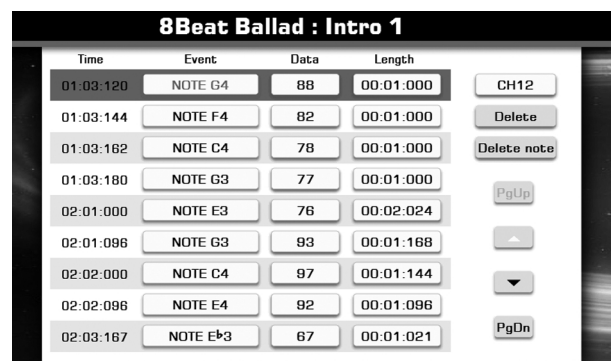 8Beat Ballad : Intro 1
Time Event Data Length
01:03:120 NOTE G4 88 00:01:000 CH12
01:03:144 NOTE F4 82 00:01:000 Delete
01:03:162 NOTE C4 78 00:01:000 Delete note
01:03:180 NOTE G3 77 00:01:000
PgUp
02:01:000 NOTE E3 76 00:02:024
02:01:096 NOTE G3 93 00:01:168
02:02:000 NOTE C4 97 00:01:144
02:02:096 NOTE E4 92 00:01:096
02:03:167 NOTE E♭3 67 00:01:021 PgDn